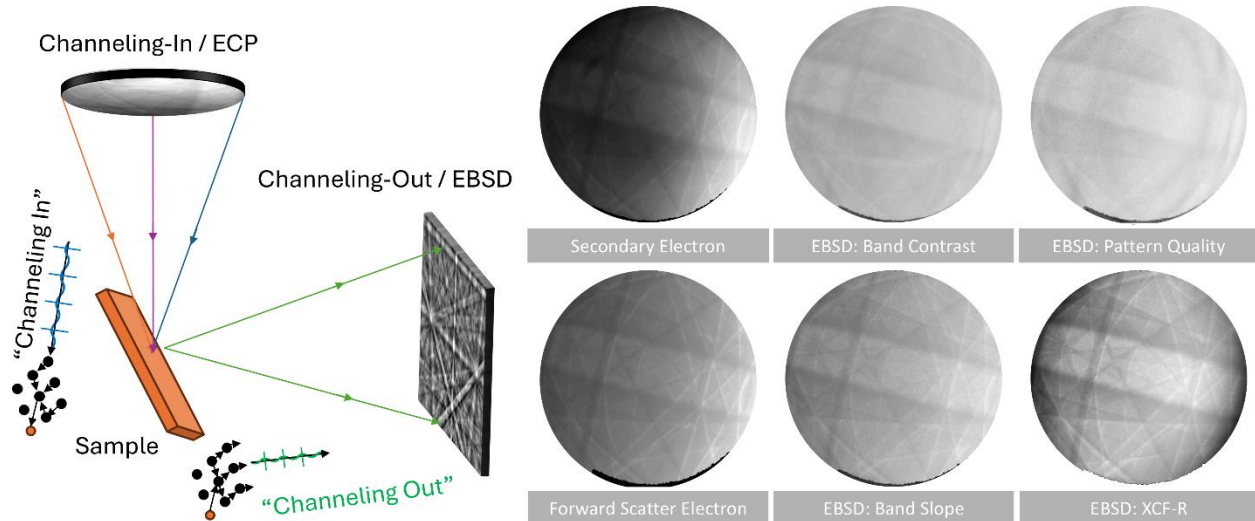 Channeling-In / ECP
Channeling-Out / EBSD
“Channeling In”
Sample
“Channeling Out”
Secondary Electron
EBSD: Band Contrast
EBSD: Pattern Quality
Forward Scatter Electron
EBSD: Band Slope
EBSD: XCF-R